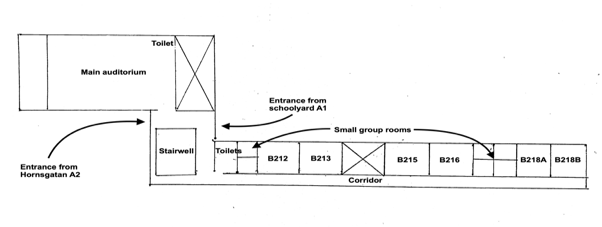 Toilet
Main auditorium
Entrance from
schoolyard A1
Small group rooms
Entrance from
Hornsgatan A2
Stairwell
Toilets
B212
B213
B215
B216
B218A
B218B
Corridor